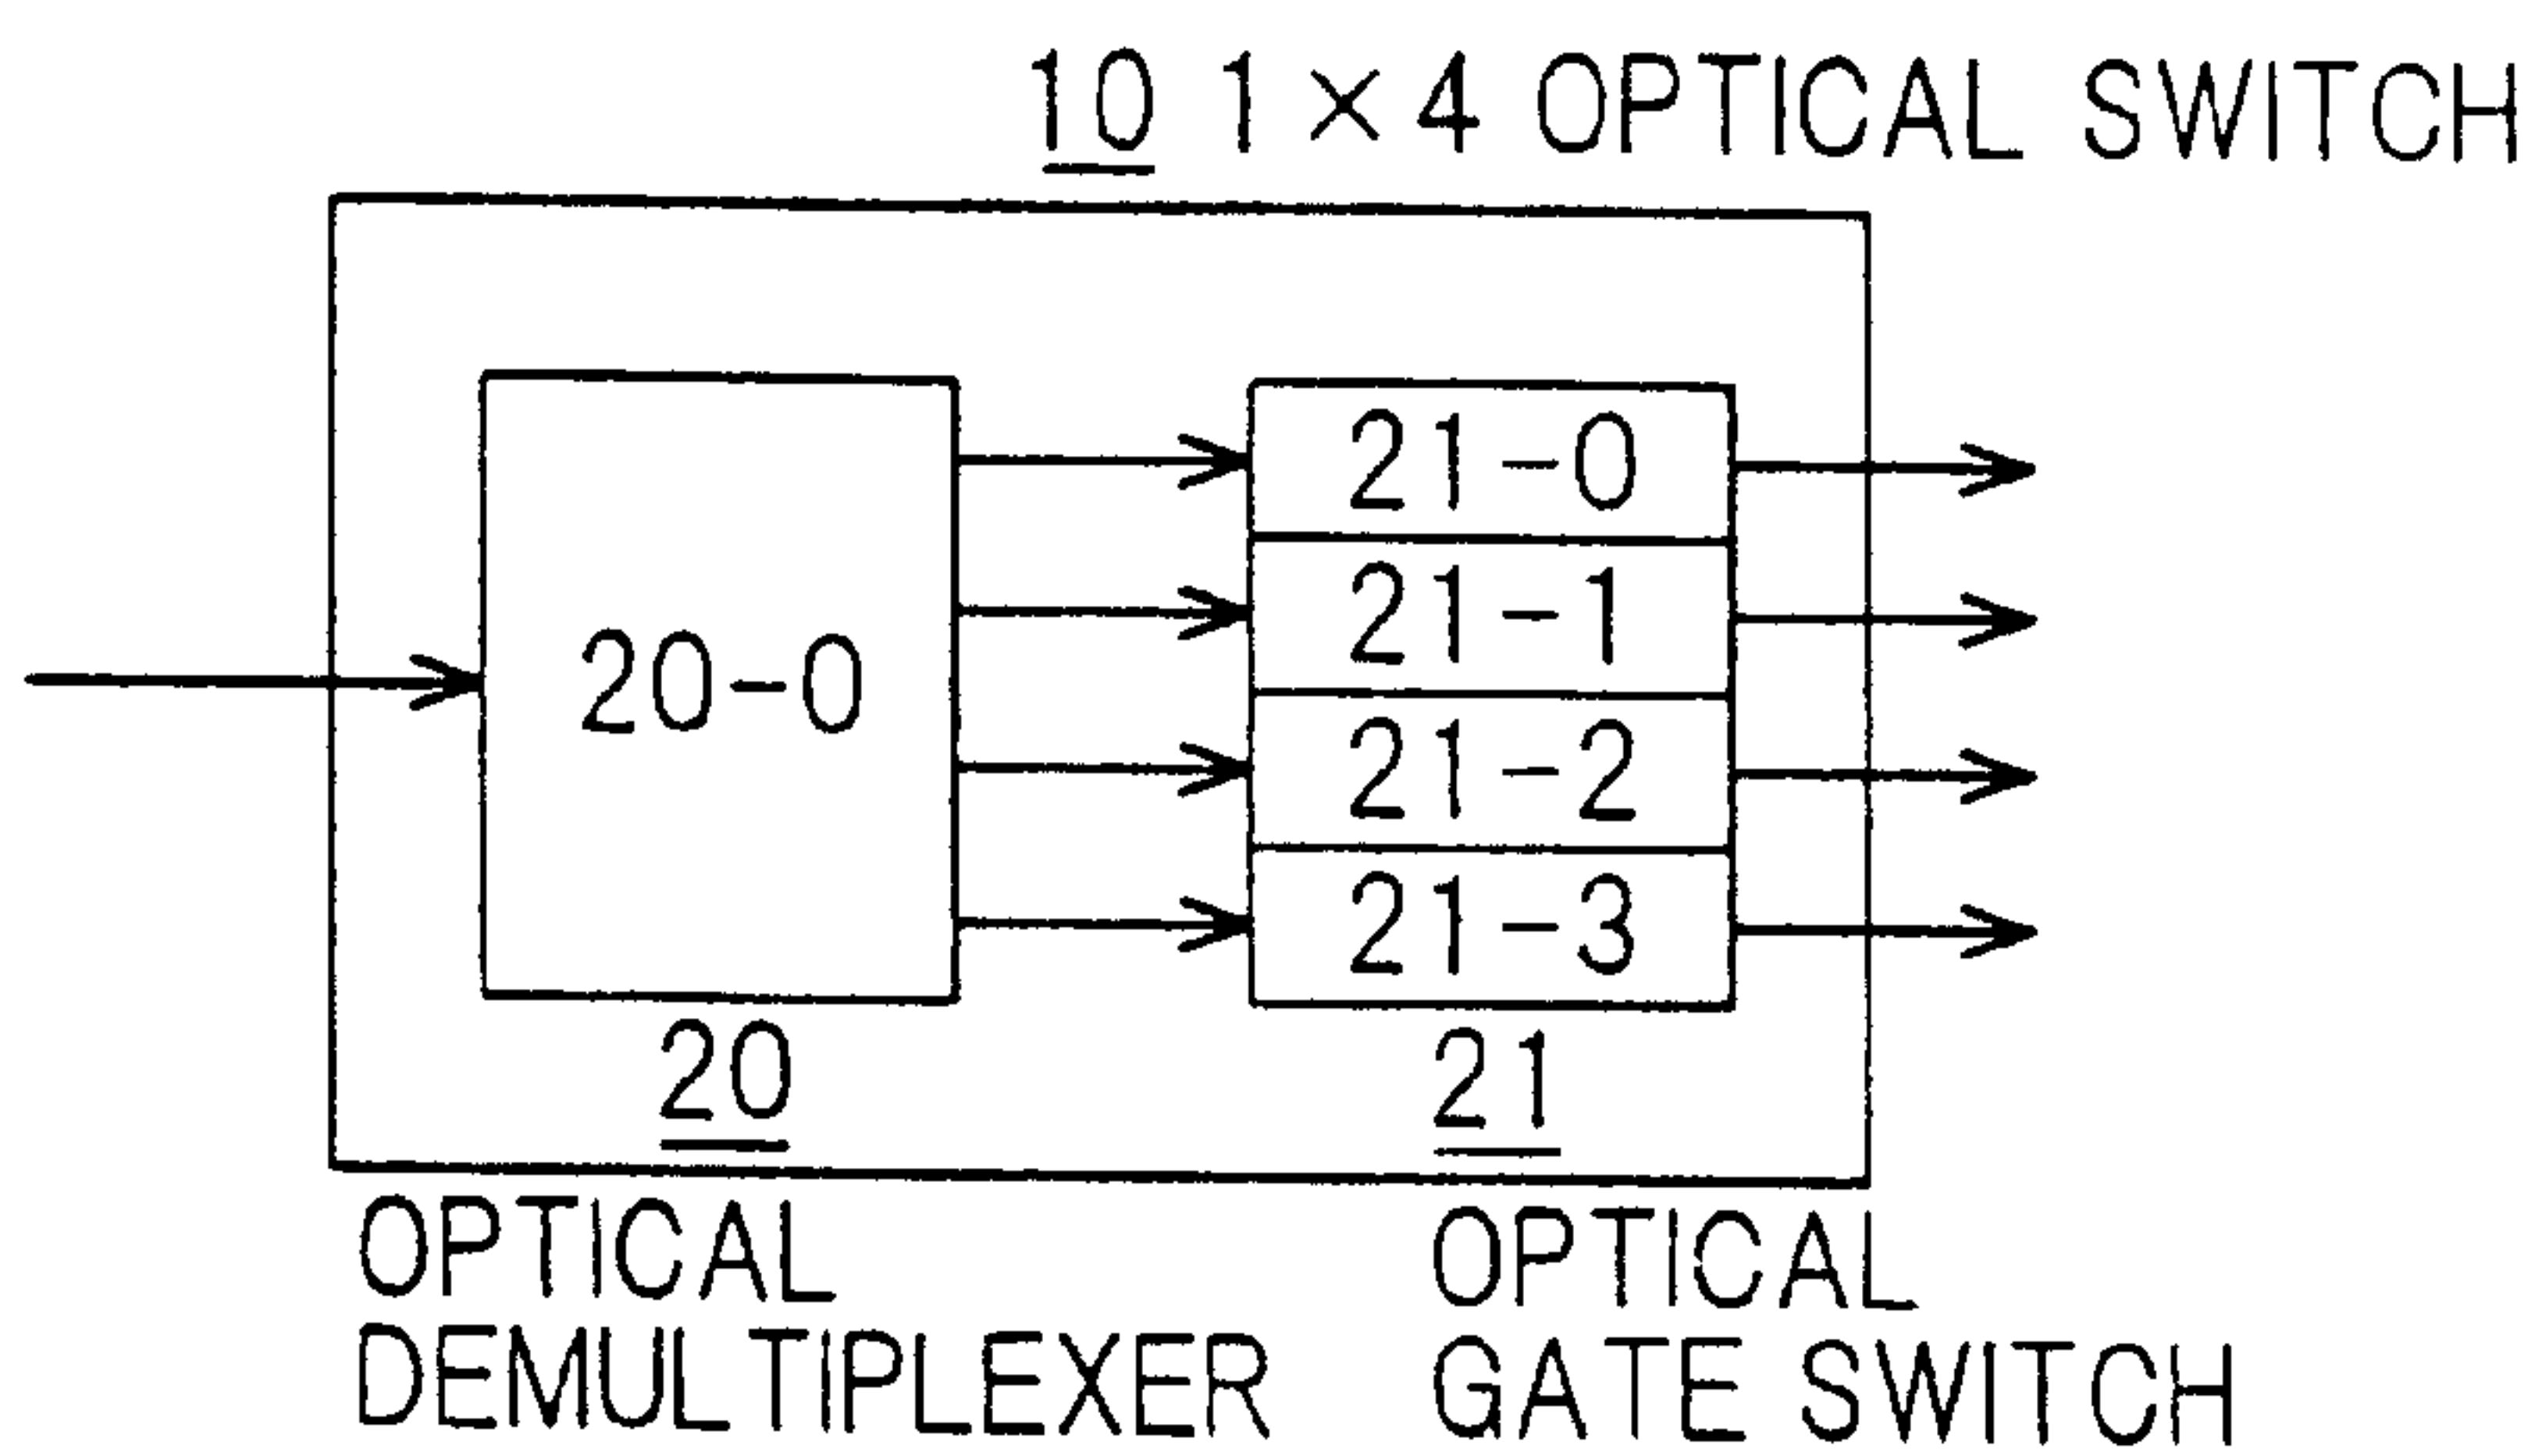 10 1×4 OPTICAL SWITCH
20-0
21-0
21-1
21-2
21-3
20
21
OPTICAL
DEMULTIPLEXER
OPTICAL
GATE SWITCH